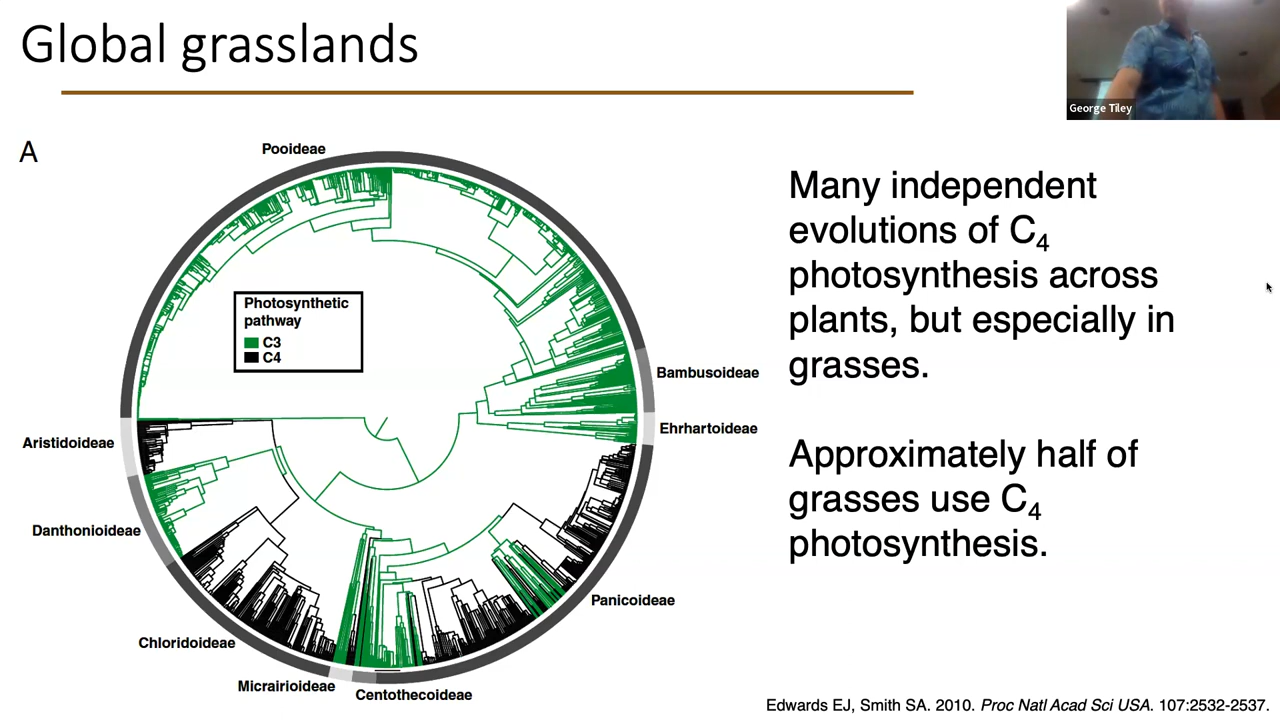 Global grasslands
George Tiley
A
Pooideae
Photosynthetic
pathway
C3
C4
Bambusoideae
Ehrhartoideae
Aristidoideae
Danthonioideae
Panicoideae
Chloridoideae
Micrairioideae
Centothecoideae
Many independent
evolutions of C₄
photosynthesis across
plants, but especially in
grasses.
Approximately half of
grasses use C₄
photosynthesis.
Edwards EJ, Smith SA. 2010. Proc Natl Acad Sci USA. 107:2532-2537.